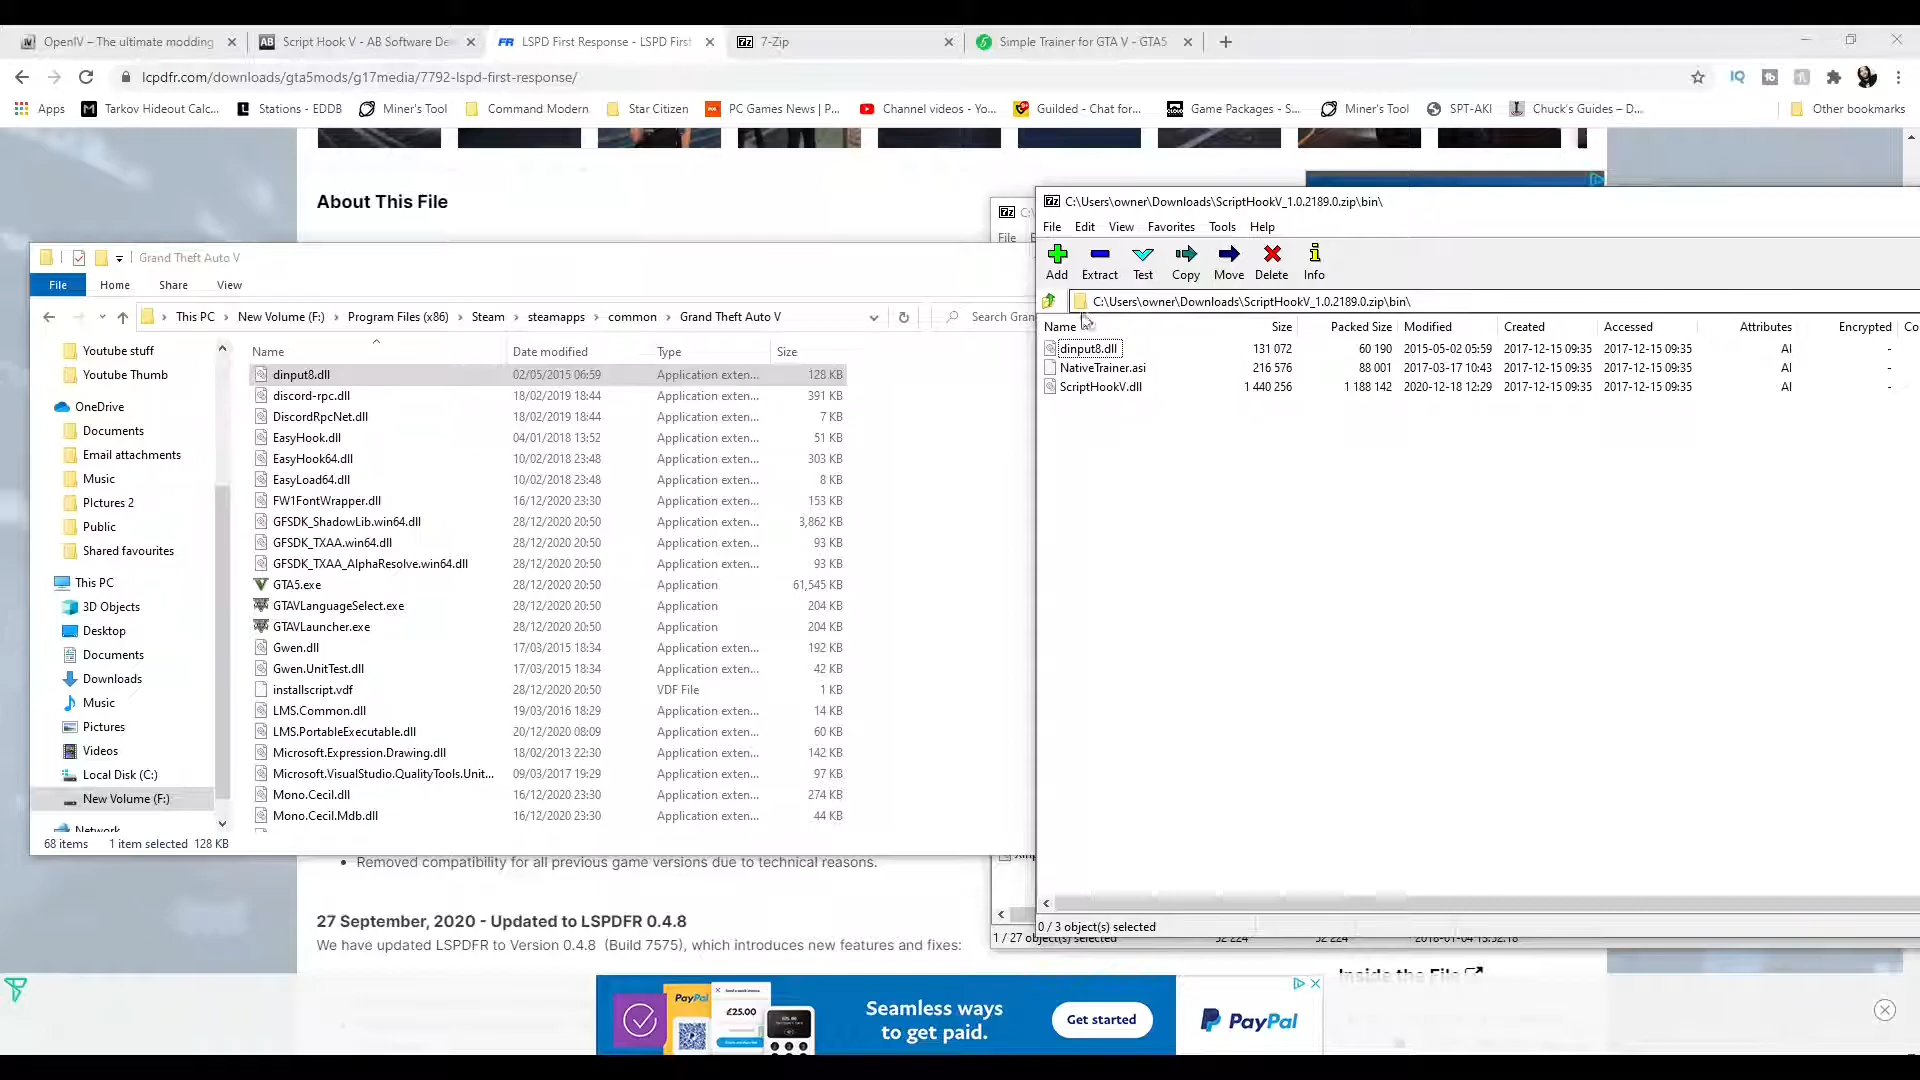 OpenIV – The ultimate modding
Script Hook V - AB Software De
LSPD First Response - LSPD First
7-Zip
Simple Trainer for GTA V - GTA5
lcpdfr.com/downloads/gta5mods/g17media/7792-lspd-first-response/
Apps
Tarkov Hideout Calc...
Stations - EDDB
Miner's Tool
Command Modern
Star Citizen
PC Games News | P...
Channel videos - Yo...
Guilded - Chat for...
Game Packages - S...
Miner's Tool
SPT-AKI
Chuck's Guides – D...
Other bookmarks
About This File
Grand Theft Auto V
File Home Share View
This PC › New Volume (F:) › Program Files (x86) › Steam › steamapps › common › Grand Theft Auto V
Search Gran
Youtube stuff
Youtube Thumb
OneDrive
Documents
Email attachments
Music
PIctures 2
Public
Shared favourites
This PC
3D Objects
Desktop
Documents
Downloads
Music
Pictures
Videos
Local Disk (C:)
New Volume (F:)
Network
Name Date modified Type Size
dinput8.dll 02/05/2015 06:59 Application exten... 128 KB
discord-rpc.dll 18/02/2019 18:44 Application exten... 391 KB
DiscordRpcNet.dll 18/02/2019 18:44 Application exten... 7 KB
EasyHook.dll 04/01/2018 13:52 Application exten... 51 KB
EasyHook64.dll 10/02/2018 23:48 Application exten... 303 KB
EasyLoad64.dll 10/02/2018 23:48 Application exten... 8 KB
FW1FontWrapper.dll 16/12/2020 23:30 Application exten... 153 KB
GFSDK_ShadowLib.win64.dll 28/12/2020 20:50 Application exten... 3,862 KB
GFSDK_TXAA.win64.dll 28/12/2020 20:50 Application exten... 93 KB
GFSDK_TXAA_AlphaResolve.win64.dll 28/12/2020 20:50 Application exten... 93 KB
GTA5.exe 28/12/2020 20:50 Application 61,545 KB
GTAVLanguageSelect.exe 28/12/2020 20:50 Application 204 KB
GTAVLauncher.exe 28/12/2020 20:50 Application 204 KB
Gwen.dll 17/03/2015 18:34 Application exten... 192 KB
Gwen.UnitTest.dll 17/03/2015 18:34 Application exten... 42 KB
installscript.vdf 28/12/2020 20:50 VDF File 1 KB
LMS.Common.dll 19/03/2016 18:29 Application exten... 14 KB
LMS.PortableExecutable.dll 20/12/2020 08:09 Application exten... 60 KB
Microsoft.Expression.Drawing.dll 18/02/2013 22:30 Application exten... 142 KB
Microsoft.VisualStudio.QualityTools.Unit... 09/03/2017 19:29 Application exten... 97 KB
Mono.Cecil.dll 16/12/2020 23:30 Application exten... 274 KB
Mono.Cecil.Mdb.dll 16/12/2020 23:30 Application exten... 44 KB
68 items 1 item selected 128 KB
C:\Users\owner\Downloads\ScriptHookV_1.0.2189.0.zip\bin\
File Edit View Favorites Tools Help
Add Extract Test Copy Move Delete Info
C:\Users\owner\Downloads\ScriptHookV_1.0.2189.0.zip\bin\
Name Size Packed Size Modified Created Accessed Attributes Encrypted Co
dinput8.dll 131 072 60 190 2015-05-02 05:59 2017-12-15 09:35 2017-12-15 09:35 AI -
NativeTrainer.asi 216 576 88 001 2017-03-16 10:43 2017-12-15 09:35 2017-12-15 09:35 AI -
ScriptHookV.dll 1 440 256 1 188 142 2020-12-18 12:29 2017-12-15 09:35 2017-12-15 09:35 AI -
0 / 3 object(s) selected
File
1 / 27 object(s) selected 52 224 52 224 2018-01-04 13:52:18
Removed compatibility for all previous game versions due to technical reasons.
27 September, 2020 - Updated to LSPDFR 0.4.8
We have updated LSPDFR to Version 0.4.8 (Build 7575), which introduces new features and fixes:
Inside the File
PayPal
£25.00
Seamless ways
to get paid.
Get started
PayPal